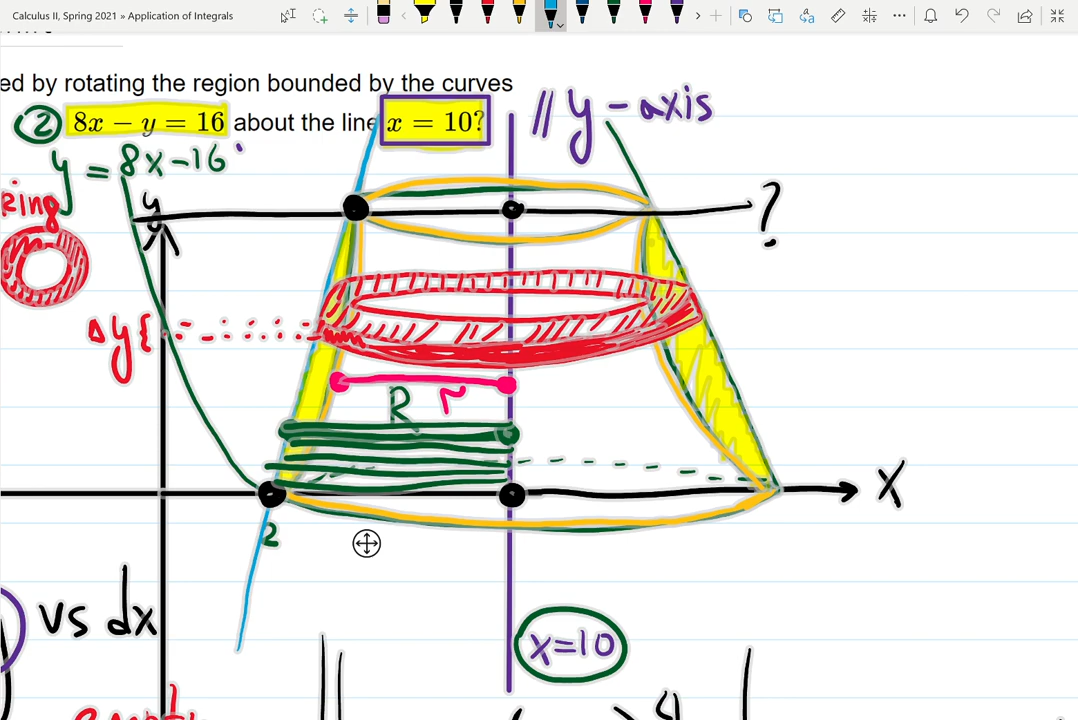 Calculus II, Spring 2021 » Application of Integrals
ed by rotating the region bounded by the curves
② 8x − y = 16 about the line x = 10?
// y - axis
y = 8x-16
Ring
y
?
Δy{
R r
x
2
vs dx
x=10